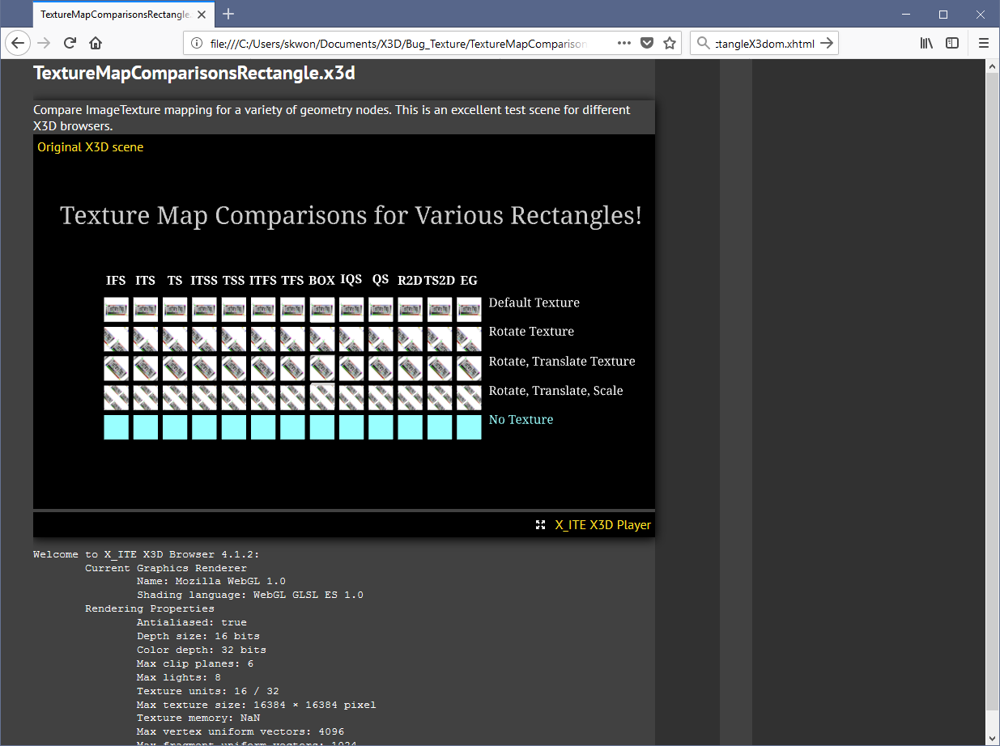 TextureMapComparisonsRectangle.
file:///C:/Users/skwon/Documents/X3D/Bug_Texture/TextureMapComparison
:tangleX3dom.xhtml
TextureMapComparisonsRectangle.x3d
Compare ImageTexture mapping for a variety of geometry nodes. This is an excellent test scene for different
X3D browsers.
Original X3D scene
Texture Map Comparisons for Various Rectangles!
IFS ITS TS ITSS TSS ITFS TFS BOX IQS QS R2D TS2D EG
Default Texture
Rotate Texture
Rotate, Translate Texture
Rotate, Translate, Scale
No Texture
X_ITE X3D Player
Welcome to X_ITE X3D Browser 4.1.2:
Current Graphics Renderer
Name: Mozilla WebGL 1.0
Shading language: WebGL GLSL ES 1.0
Rendering Properties
Antialiased: true
Depth size: 16 bits
Color depth: 32 bits
Max clip planes: 6
Max lights: 8
Texture units: 16 / 32
Max texture size: 16384 × 16384 pixel
Texture memory: NaN
Max vertex uniform vectors: 4096
Max fragment uniform vectors: 1024